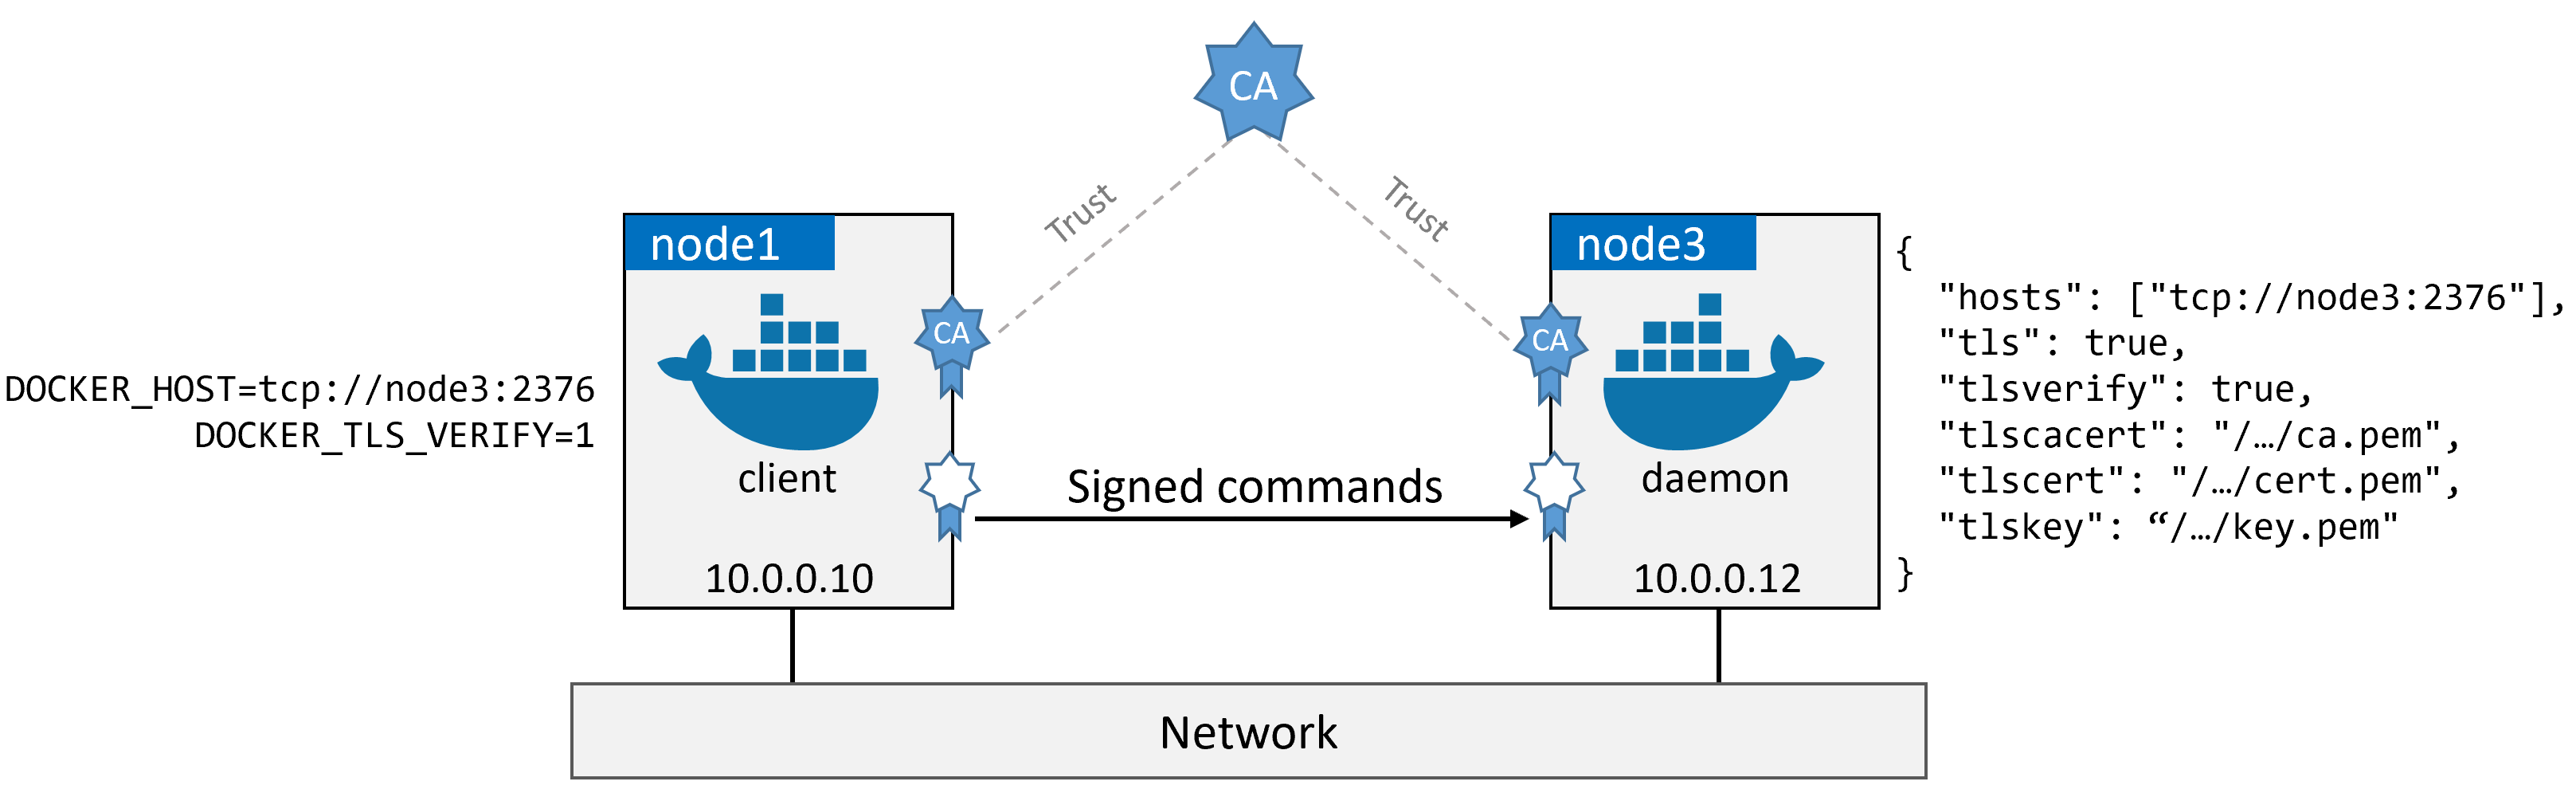 CA
Trust
Trust
node1
node3
CA
CA
DOCKER_HOST=tcp://node3:2376
DOCKER_TLS_VERIFY=1
client
daemon
Signed commands
10.0.0.10
10.0.0.12
{
"hosts": ["tcp://node3:2376"],
"tls": true,
"tlsverify": true,
"tlscacert": "/…/ca.pem",
"tlscert": "/…/cert.pem",
"tlskey": “/…/key.pem"
}
Network